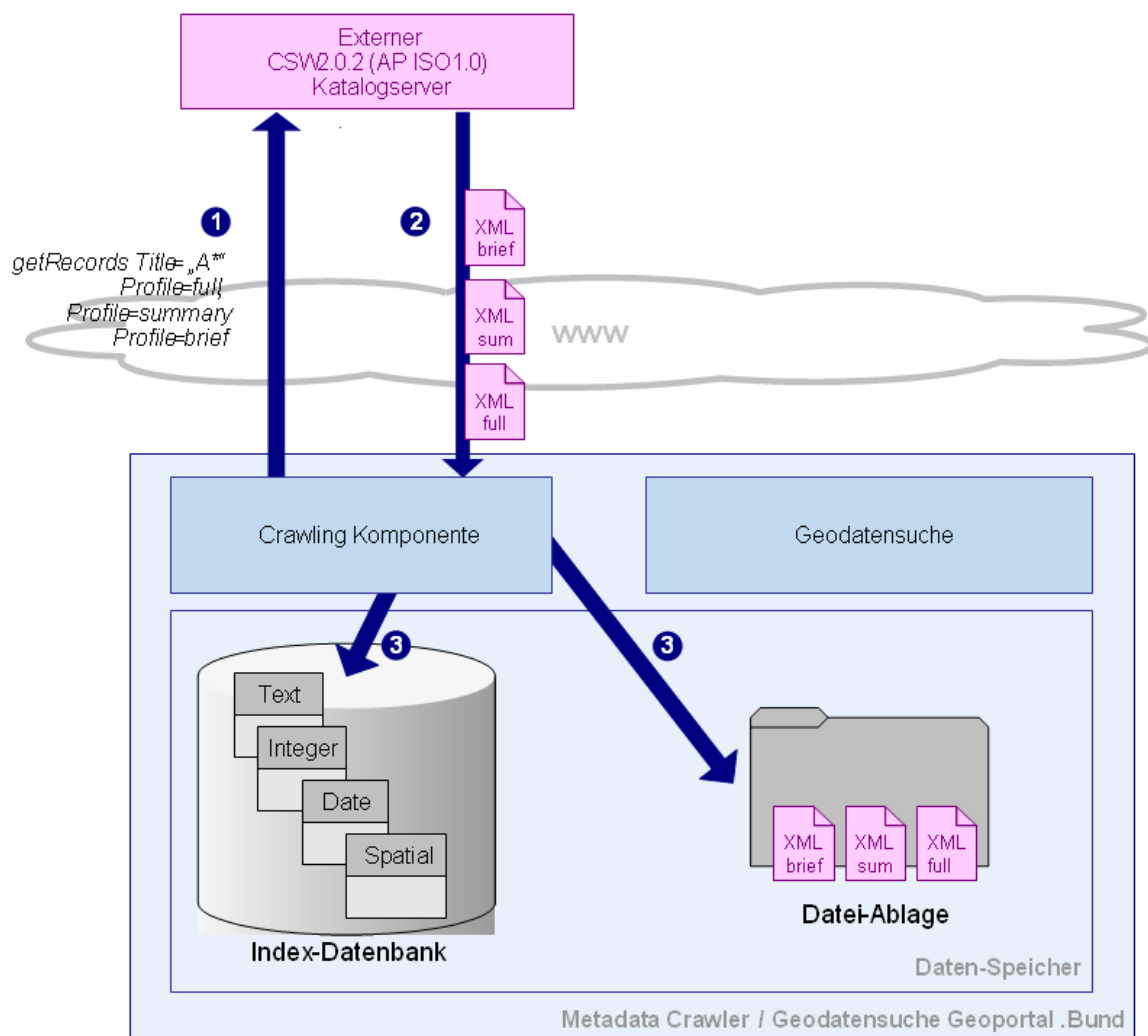 Externer
CSW2.0.2 (AP ISO1.0)
Katalogserver
1
2
getRecords Title= „A*“
Profile=full,
Profile=summary
Profile=brief
XML
brief
XML
sum
XML
full
www
Crawling Komponente
Geodatensuche
3
3
Text
Integer
Date
Spatial
XML
brief
XML
sum
XML
full
Index-Datenbank
Datei-Ablage
Daten-Speicher
Metadata Crawler / Geodatensuche Geoportal .Bund